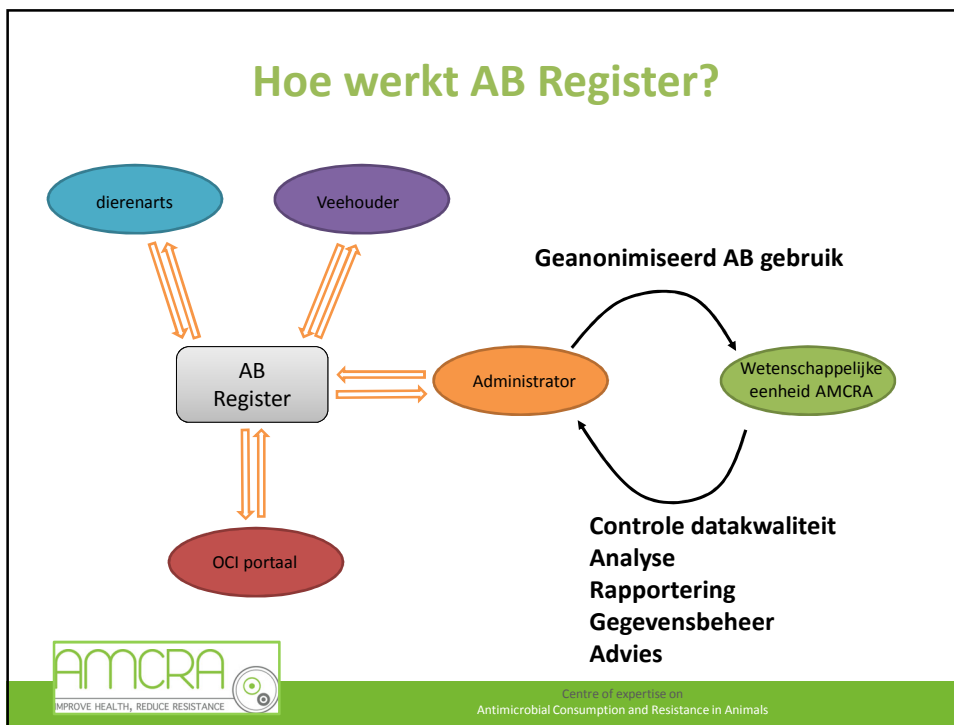 Hoe werkt AB Register?
dierenarts
Veehouder
Geanonimiseerd AB gebruik
AB
Register
Administrator
Wetenschappelijke
eenheid AMCRA
OCI portaal
Controle datakwaliteit
Analyse
Rapportering
Gegevensbeheer
Advies
AMCRA
IMPROVE HEALTH, REDUCE RESISTANCE
Centre of expertise on
Antimicrobial Consumption and Resistance in Animals